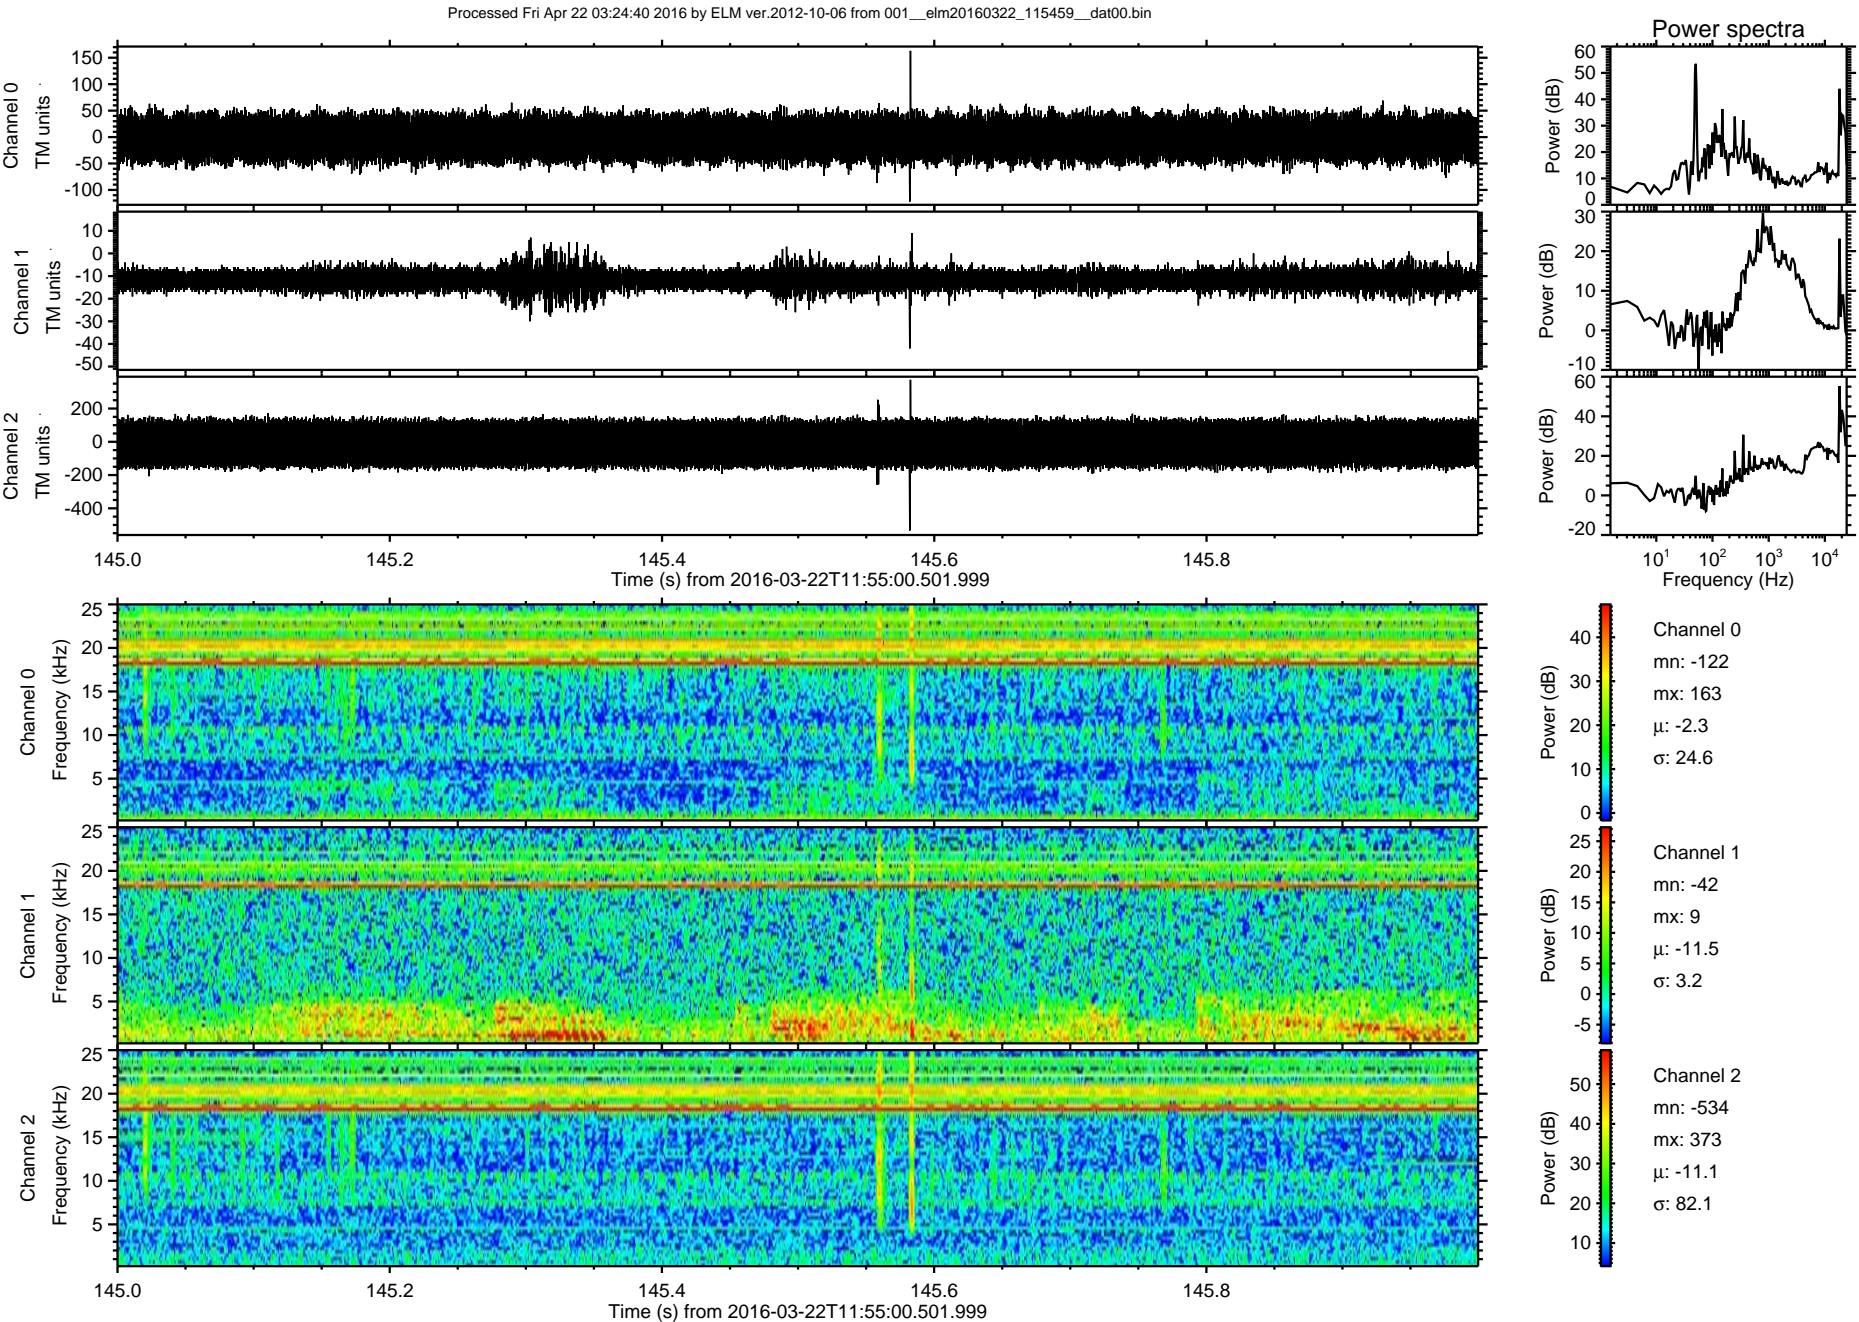 Processed Fri Apr 22 03:24:40 2016 by ELM ver.2012-10-06 from 001__elm20160322_115459__dat00.bin
Power spectra
Channel 0
TM units
150
100
50
0
-50
-100
Power (dB)
60
50
40
30
20
10
0
Channel 1
TM units
10
0
-10
-20
-30
-40
-50
Power (dB)
30
20
10
0
-10
Channel 2
TM units
200
0
-200
-400
Power (dB)
60
40
20
0
-20
145.0 145.2 145.4 145.6 145.8
Time (s) from 2016-03-22T11:55:00.501.999
10¹ 10² 10³ 10⁴
Frequency (Hz)
Channel 0
Frequency (kHz)
25
20
15
10
5
Power (dB)
40
30
20
10
0
Channel 0
mn: -122
mx: 163
μ: -2.3
σ: 24.6
Channel 1
Frequency (kHz)
25
20
15
10
5
Power (dB)
25
20
15
10
5
0
-5
Channel 1
mn: -42
mx: 9
μ: -11.5
σ: 3.2
Channel 2
Frequency (kHz)
25
20
15
10
5
Power (dB)
50
40
30
20
10
Channel 2
mn: -534
mx: 373
μ: -11.1
σ: 82.1
145.0 145.2 145.4 145.6 145.8
Time (s) from 2016-03-22T11:55:00.501.999